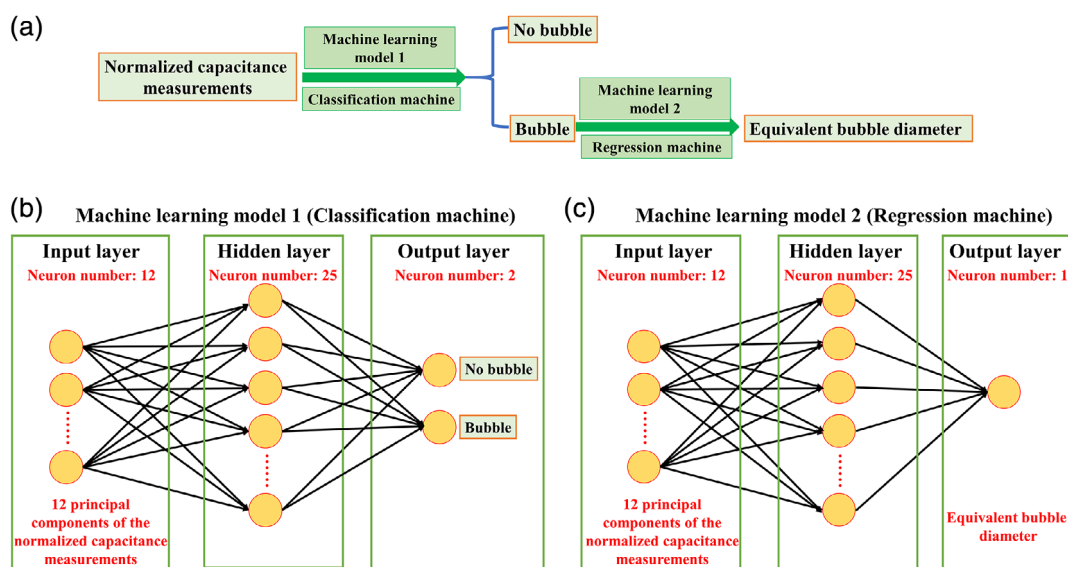 (a)
Normalized capacitance
measurements
Machine learning
model 1
Classification machine
No bubble
Bubble
Machine learning
model 2
Regression machine
Equivalent bubble diameter
(b)
Machine learning model 1 (Classification machine)
Input layer
Neuron number: 12
Hidden layer
Neuron number: 25
Output layer
Neuron number: 2
No bubble
Bubble
12 principal
components of the
normalized capacitance
measurements
(c)
Machine learning model 2 (Regression machine)
Input layer
Neuron number: 12
Hidden layer
Neuron number: 25
Output layer
Neuron number: 1
12 principal
components of the
normalized capacitance
measurements
Equivalent bubble
diameter